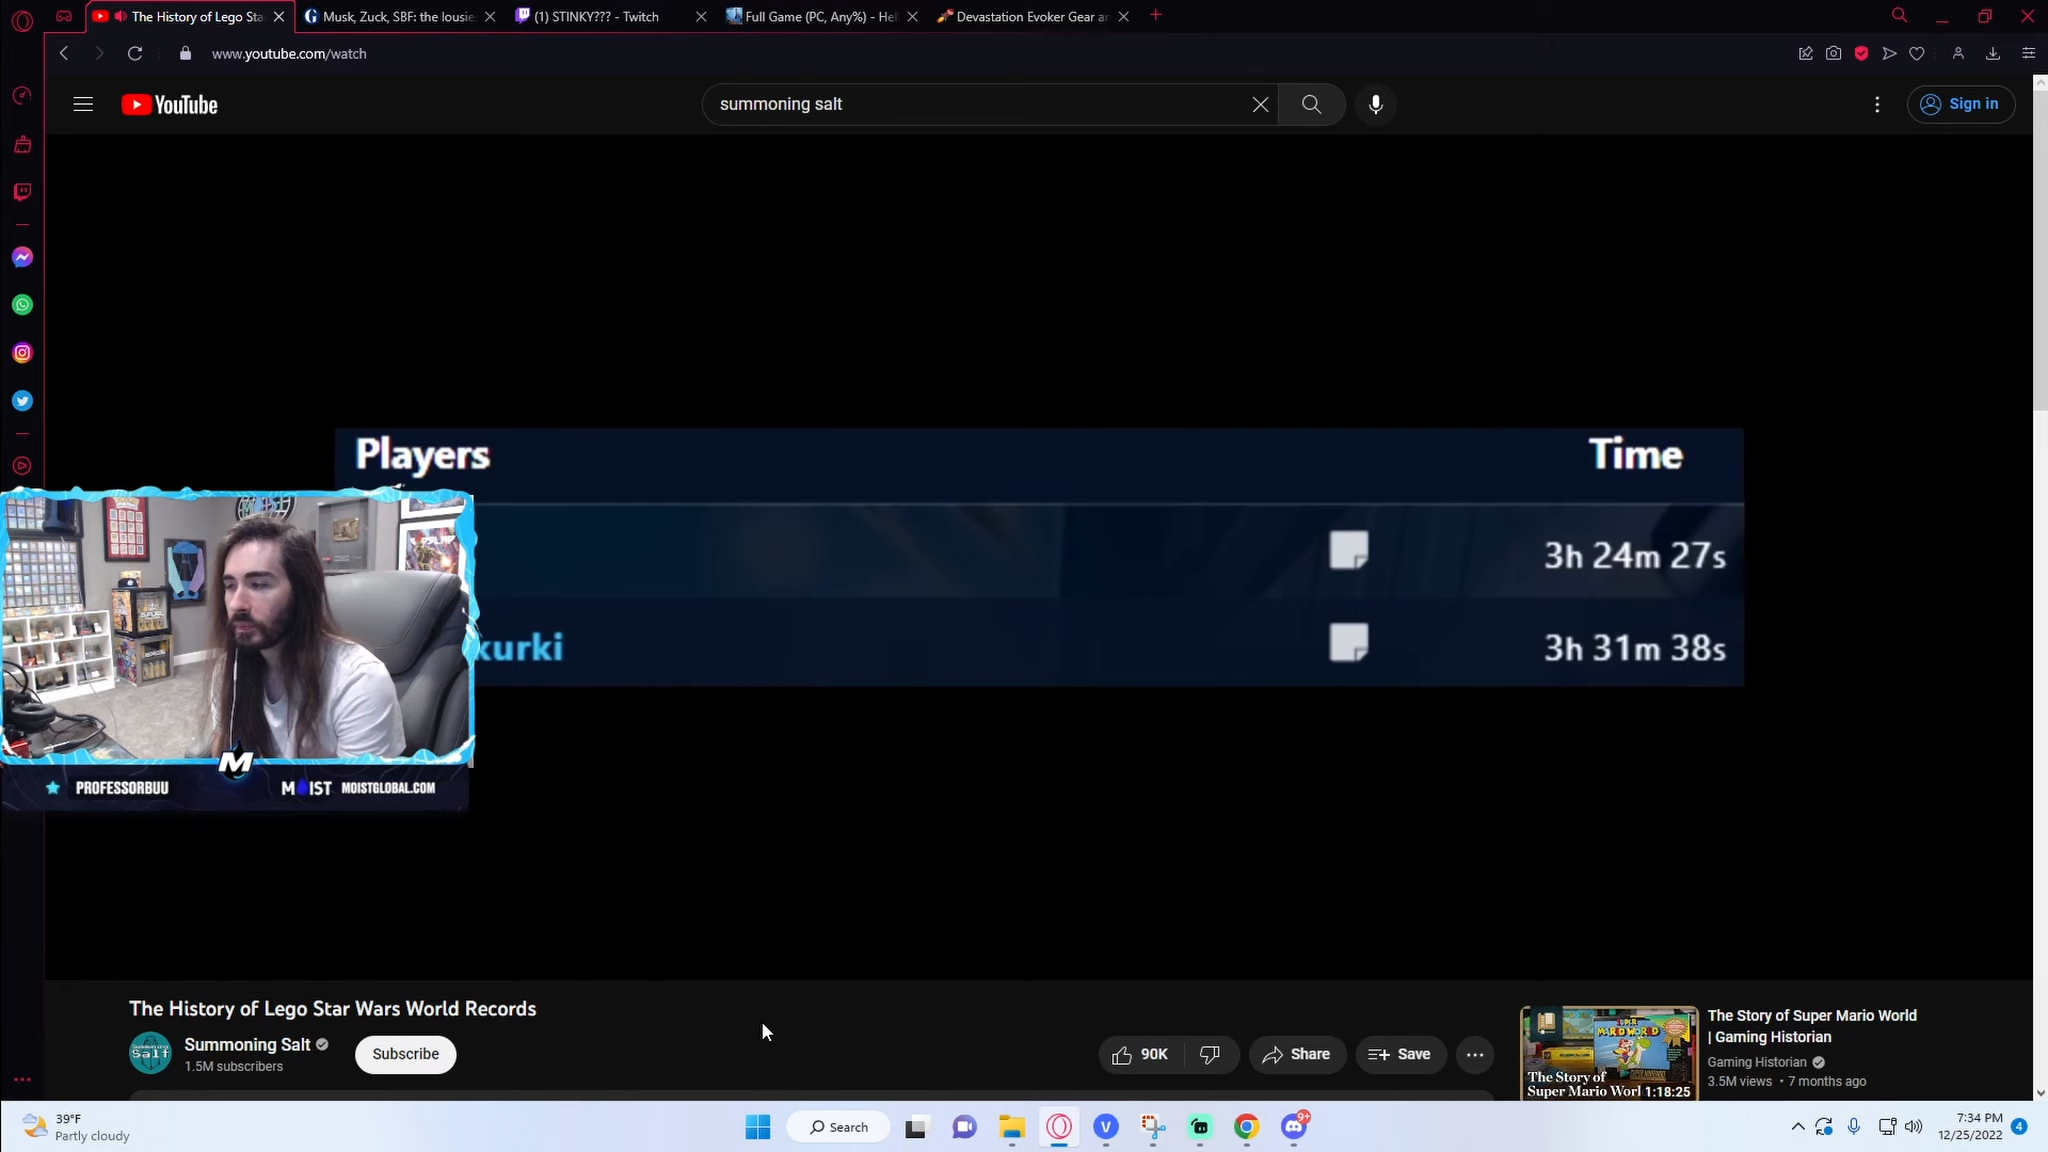 The History of Lego Sta
Musk, Zuck, SBF: the lousie
(1) STINKY??? - Twitch
Full Game (PC, Any%) - Hel
Devastation Evoker Gear an
www.youtube.com/watch
YouTube
summoning salt
Sign in
Players Time
3h 24m 27s
kurki 3h 31m 38s
PROFESSORBUU
MOIST
MOISTGLOBAL.COM
The History of Lego Star Wars World Records
Summoning Salt
1.5M subscribers
Subscribe
90K
Share
Save
The Story of
Super Mario Worl
1:18:25
The Story of Super Mario World
| Gaming Historian
Gaming Historian
3.5M views • 7 months ago
39°F
Partly cloudy
Search
9+
7:34 PM
12/25/2022
4